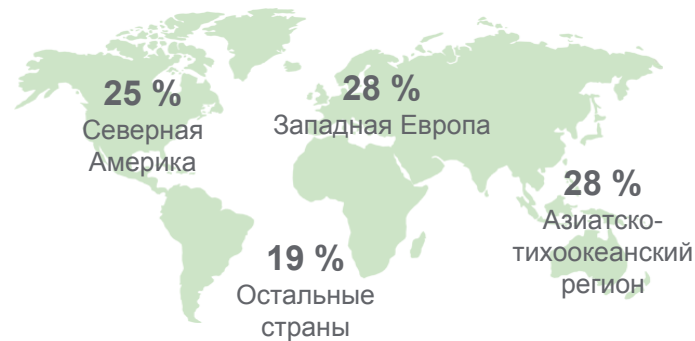 25 %
Северная
Америка
28 %
Западная Европа
28 %
Азиатско-
тихоокеанский
регион
19 %
Остальные
страны